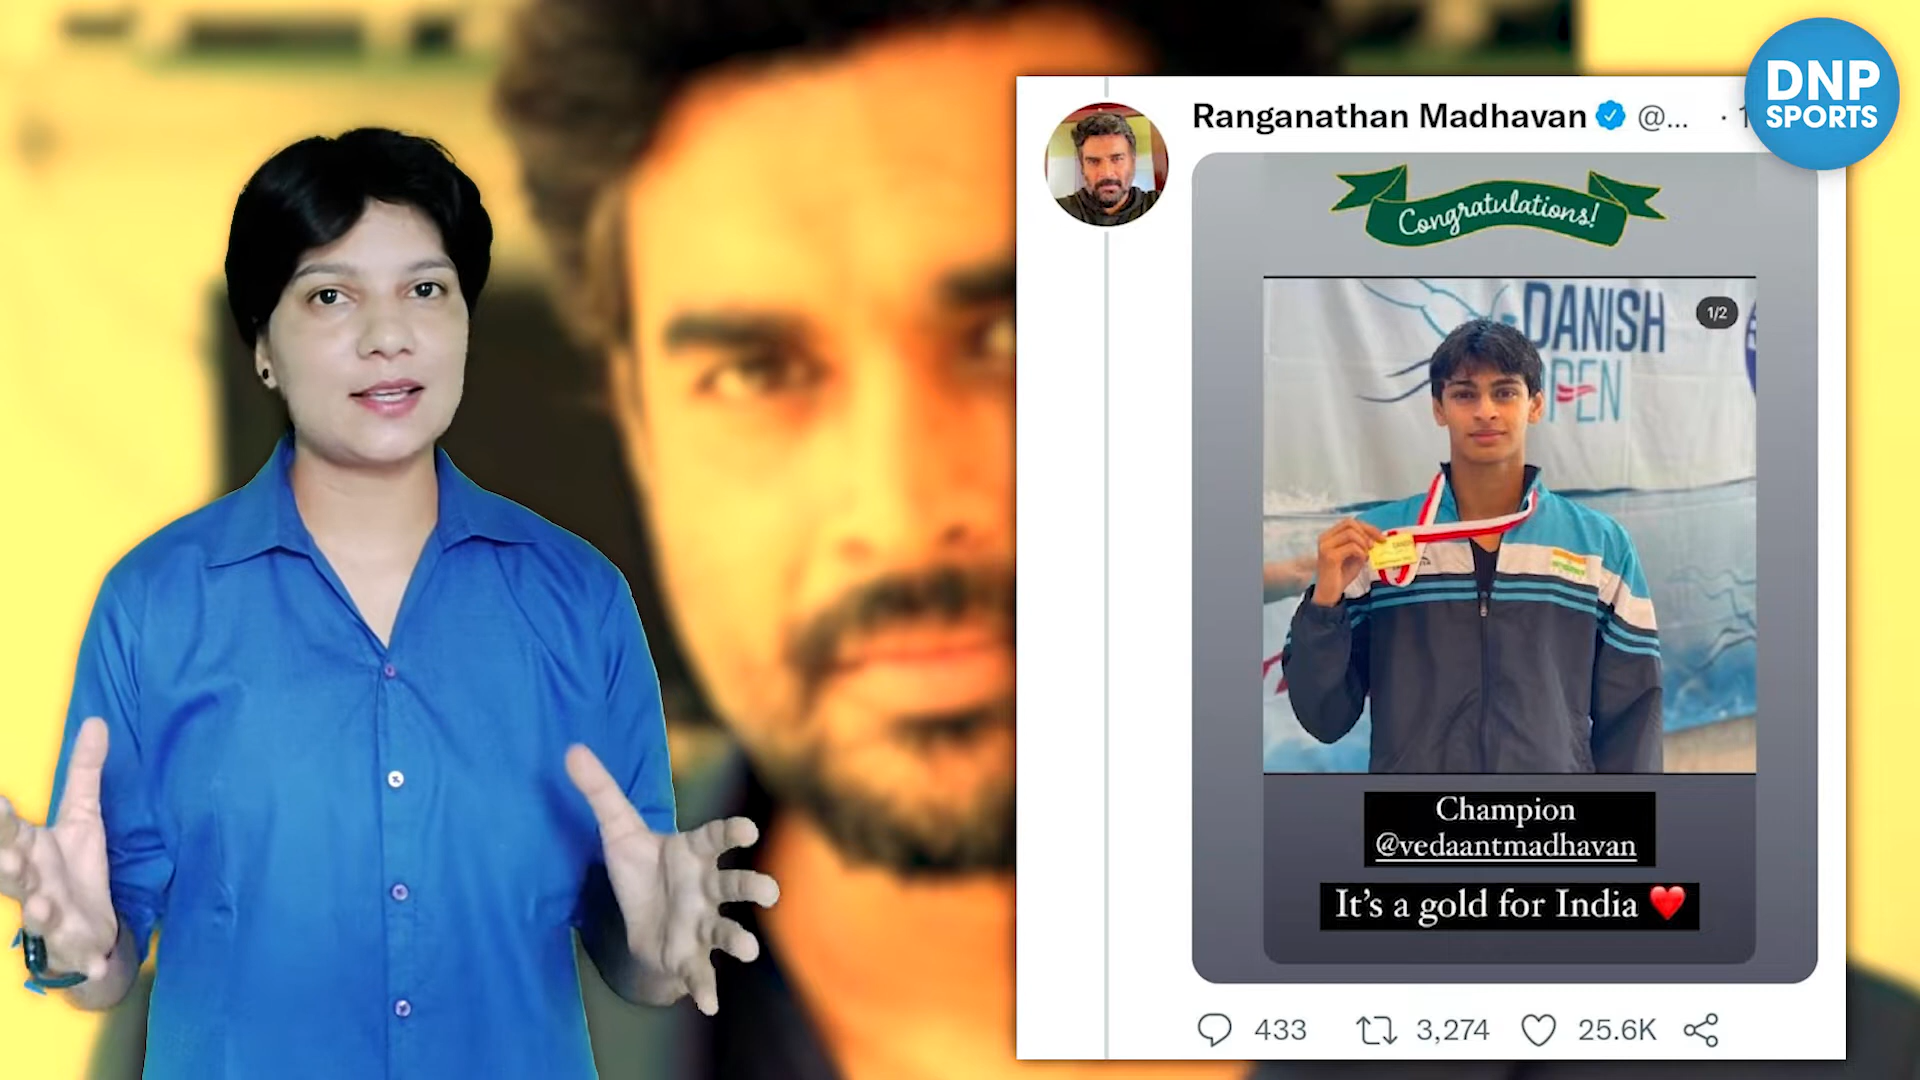 DNP
SPORTS
Ranganathan Madhavan @... ·
Congratulations!
DANISH
OPEN
1/2
Champion
@vedaantmadhavan
It's a gold for India ❤️
433 3,274 25.6K